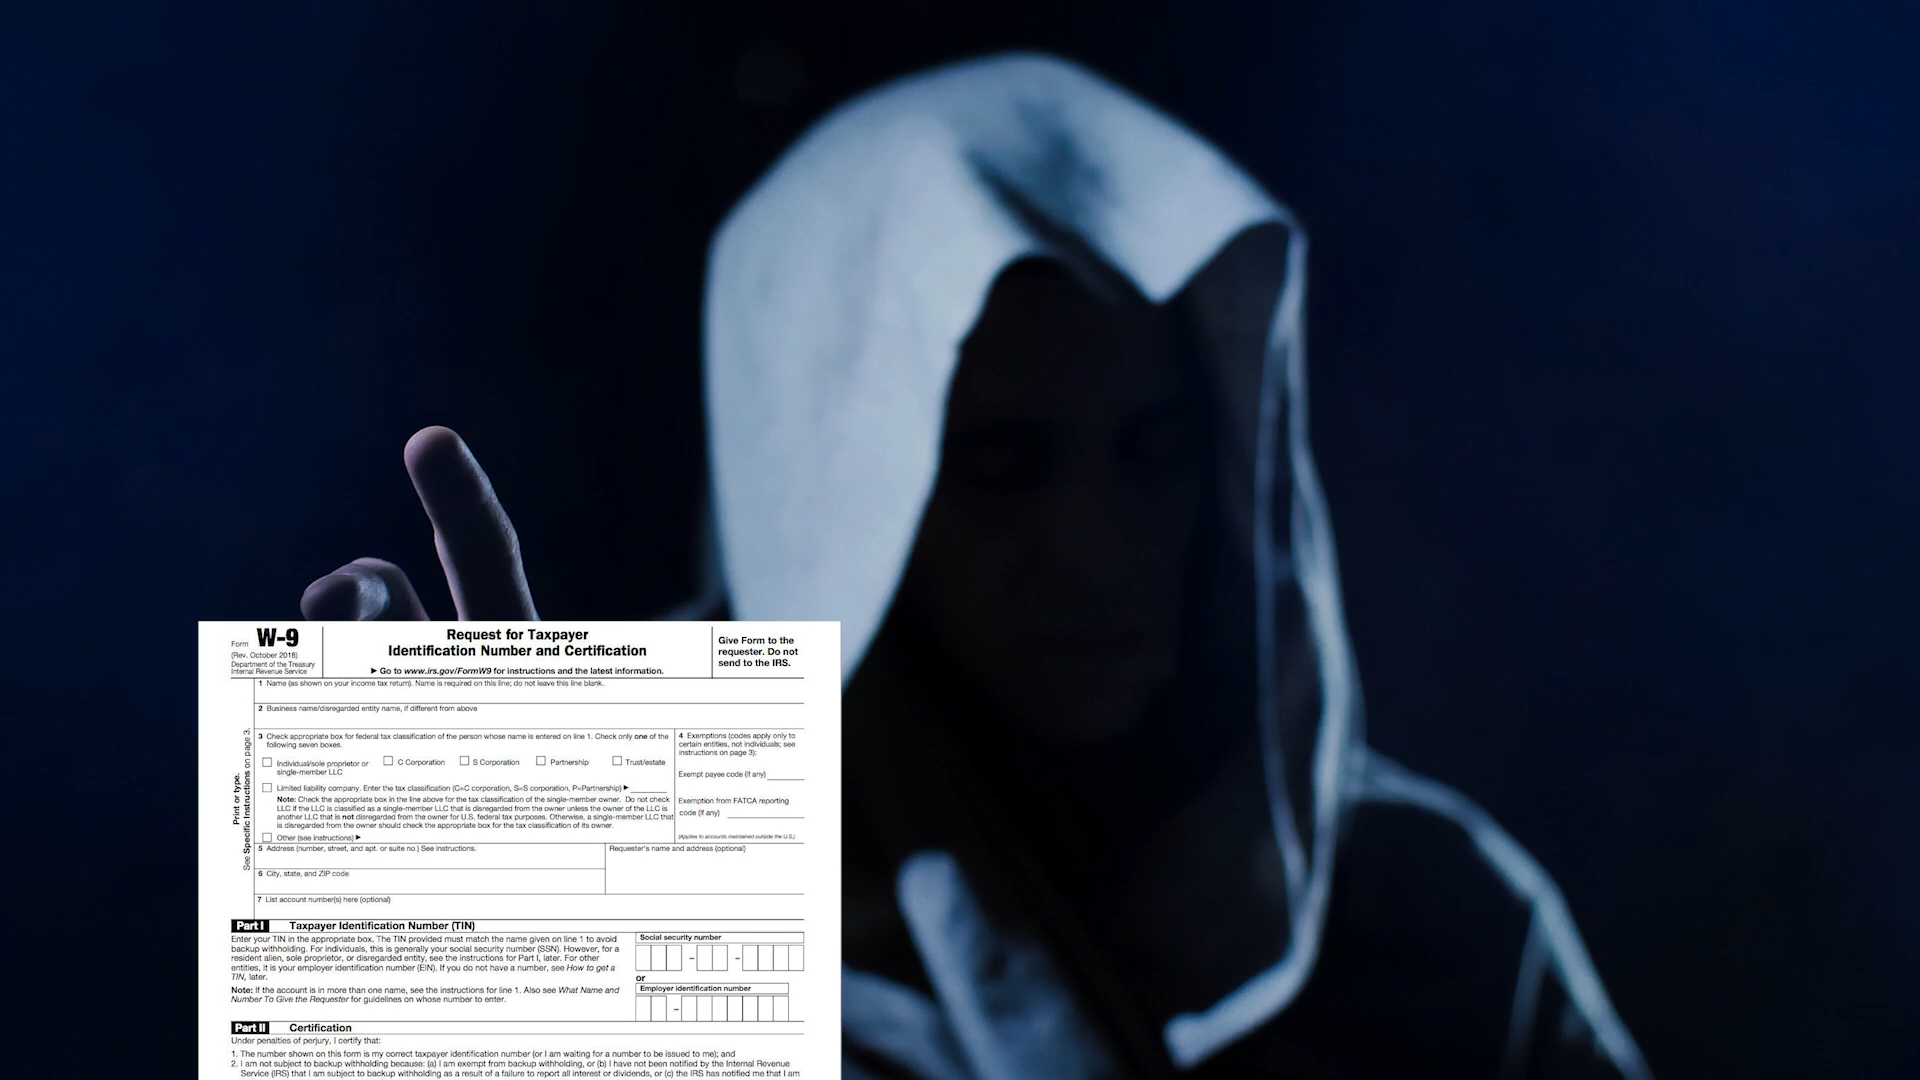 Form W-9
(Rev. October 2018)
Department of the Treasury
Internal Revenue Service
Request for Taxpayer
Identification Number and Certification
▶ Go to www.irs.gov/FormW9 for instructions and the latest information.
Give Form to the
requester. Do not
send to the IRS.
Print or type.
See Specific Instructions on page 3.
1 Name (as shown on your income tax return). Name is required on this line; do not leave this line blank.
1
2 Business name/disregarded entity name, if different from above
3 Check appropriate box for federal tax classification of the person whose name is entered on line 1. Check only one of the
following seven boxes.
Individual/sole proprietor or
single-member LLC
C Corporation
S Corporation
Partnership
Trust/estate
Limited liability company. Enter the tax classification (C=C corporation, S=S corporation, P=Partnership) ▶
Note: Check the appropriate box in the line above for the tax classification of the single-member owner. Do not check
LLC if the LLC is classified as a single-member LLC that is disregarded from the owner unless the owner of the LLC is
another LLC that is not disregarded from the owner for U.S. federal tax purposes. Otherwise, a single-member LLC that
is disregarded from the owner should check the appropriate box for the tax classification of its owner.
Other (see instructions) ▶
4 Exemptions (codes apply only to
certain entities, not individuals; see
instructions on page 3):
Exempt payee code (if any)
Exemption from FATCA reporting
code (if any)
(Applies to accounts maintained outside the U.S.)
5 Address (number, street, and apt. or suite no.) See instructions.
Requester's name and address (optional)
6 City, state, and ZIP code
7 List account number(s) here (optional)
Part I Taxpayer Identification Number (TIN)
Enter your TIN in the appropriate box. The TIN provided must match the name given on line 1 to avoid
backup withholding. For individuals, this is generally your social security number (SSN). However, for a
resident alien, sole proprietor, or disregarded entity, see the instructions for Part I, later. For other
entities, it is your employer identification number (EIN). If you do not have a number, see How to get a
TIN, later.
Note: If the account is in more than one name, see the instructions for line 1. Also see What Name and
Number To Give the Requester for guidelines on whose number to enter.
Social security number
– –
or
Employer identification number
–
Part II Certification
Under penalties of perjury, I certify that:
1. The number shown on this form is my correct taxpayer identification number (or I am waiting for a number to be issued to me); and
2. I am not subject to backup withholding because: (a) I am exempt from backup withholding, or (b) I have not been notified by the Internal Revenue
Service (IRS) that I am subject to backup withholding as a result of a failure to report all interest or dividends, or (c) the IRS has notified me that I am